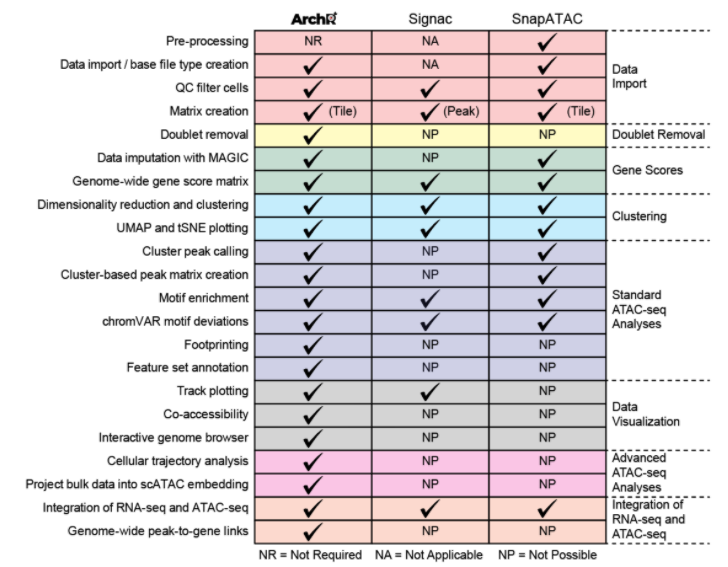 ArchR Signac SnapATAC
Pre-processing NR NA ✓
Data import / base file type creation ✓ NA ✓
QC filter cells ✓ ✓ ✓
Data
Import
Matrix creation ✓ (Tile) ✓ (Peak) ✓ (Tile)
Doublet removal ✓ NP NP Doublet Removal
Data imputation with MAGIC ✓ NP ✓
Gene Scores
Genome-wide gene score matrix ✓ ✓ ✓
Dimensionality reduction and clustering ✓ ✓ ✓
Clustering
UMAP and tSNE plotting ✓ ✓ ✓
Cluster peak calling ✓ NP ✓
Cluster-based peak matrix creation ✓ NP ✓
Motif enrichment ✓ ✓ ✓
Standard
ATAC-seq
Analyses
chromVAR motif deviations ✓ ✓ ✓
Footprinting ✓ NP NP
Feature set annotation ✓ NP NP
Track plotting ✓ ✓ NP
Co-accessibility ✓ NP NP
Data
Visualization
Interactive genome browser ✓ NP NP
Cellular trajectory analysis ✓ NP NP
Project bulk data into scATAC embedding ✓ NP NP
Advanced
ATAC-seq
Analyses
Integration of RNA-seq and ATAC-seq ✓ ✓ ✓
Genome-wide peak-to-gene links ✓ NP NP
Integration of
RNA-seq and
ATAC-seq
NR = Not Required NA = Not Applicable NP = Not Possible